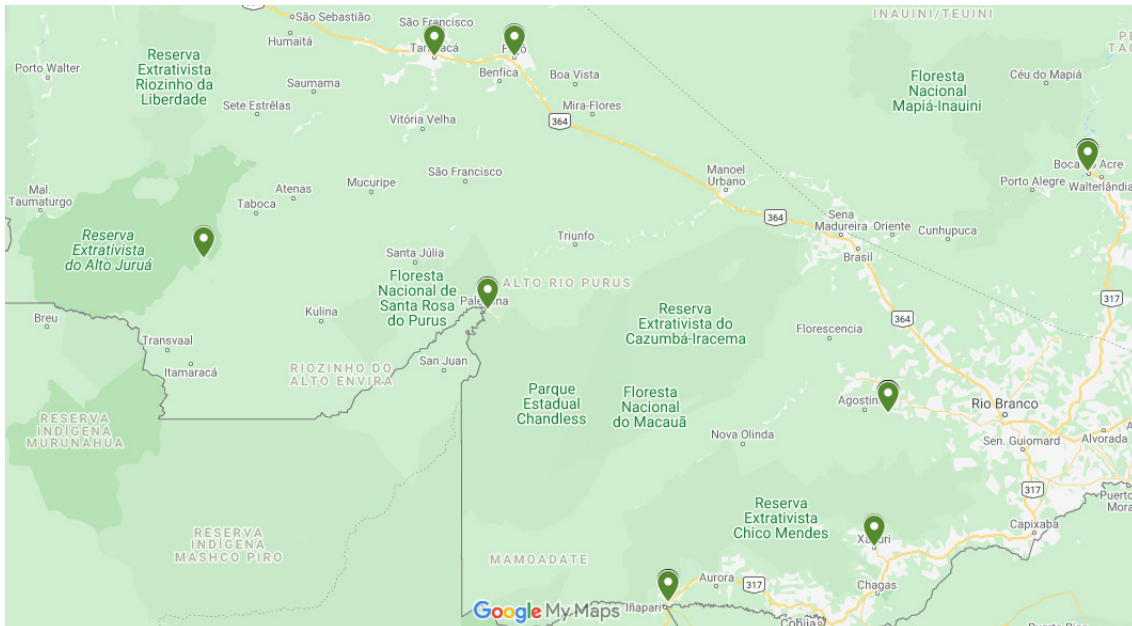 INAUINI/TEUINI
364
São Sebastião
São Francisco
Humaitá
Benfica
Boa Vista
Porto Walter
Reserva
Extrativista
Riozinho da
Liberdade
Saumama
Sete Estrêlas
Mira-Flores
364
Vitória Velha
Floresta
Nacional
Mapiá-Inauini
Céu do Mapiá
Mal.
Taumaturgo
Atenas
Mucuripe
São Francisco
Taboca
Manoel
Urbano
Porto Alegre
Walterlândia
364
Sena
Madureira
Oriente
Cunhupuca
Brasil
Reserva
Extrativista
do Alto Juruá
Triunfo
Santa Júlia
Floresta
Nacional de
Santa Rosa
do Purus
ALTO RIO PURUS
317
Breu
Kulina
Reserva
Extrativista do
Cazumbá-Iracema
Florescencia
364
Transvaal
Itamaracá
RIOZINHO DO
ALTO ENVIRA
San Juan
Parque
Estadual
Chandless
Floresta
Nacional
do Macauã
Rio Branco
RESERVA
INDÍGENA
MURUNAHUA
Nova Olinda
Sen. Guiomard
Alvorada
317
Reserva
Extrativista
Chico Mendes
Capixaba
RESERVA
INDÍGENA
MASHCO PIRO
MAMOADATE
Aurora
317
Chagas
Iñapari
Google My Maps